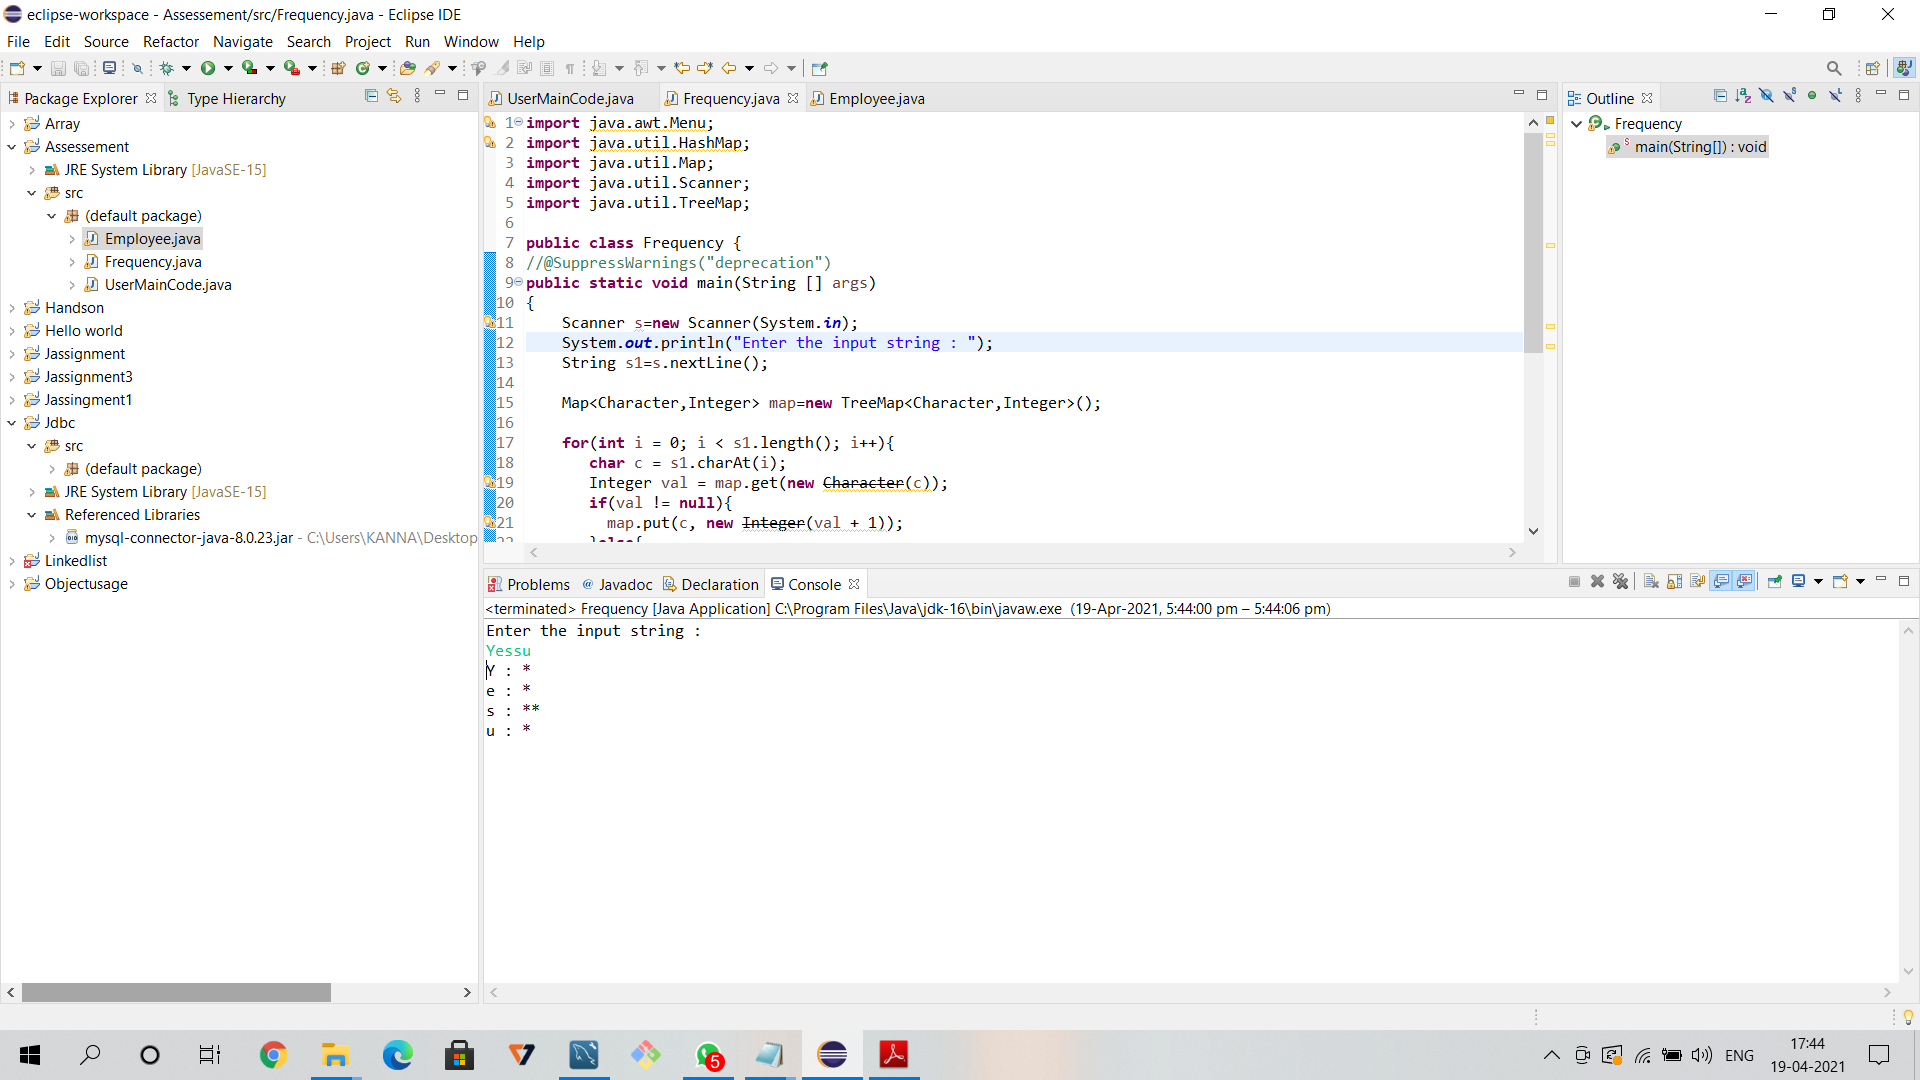 eclipse-workspace - Assessement/src/Frequency.java - Eclipse IDE
File Edit Source Refactor Navigate Search Project Run Window Help
Package Explorer Type Hierarchy
Array
Assessement
JRE System Library [JavaSE-15]
src
(default package)
Employee.java
Frequency.java
UserMainCode.java
Handson
Hello world
Jassignment
Jassignment3
Jassingment1
Jdbc
src
(default package)
JRE System Library [JavaSE-15]
Referenced Libraries
mysql-connector-java-8.0.23.jar - C:\Users\KANNA\Desktop
Linkedlist
Objectusage
UserMainCode.java Frequency.java Employee.java
1 import java.awt.Menu;
2 import java.util.HashMap;
3 import java.util.Map;
4 import java.util.Scanner;
5 import java.util.TreeMap;
6
7 public class Frequency {
8 //@SuppressWarnings("deprecation")
9 public static void main(String [] args)
10 {
11 Scanner s=new Scanner(System.in);
12 System.out.println("Enter the input string : ");
13 String s1=s.nextLine();
14
15 Map<Character,Integer> map=new TreeMap<Character,Integer>();
16
17 for(int i = 0; i < s1.length(); i++){
18 char c = s1.charAt(i);
19 Integer val = map.get(new Character(c));
20 if(val != null){
21 map.put(c, new Integer(val + 1));
22 }else{
Outline
Frequency
main(String[]) : void
Problems Javadoc Declaration Console
<terminated> Frequency [Java Application] C:\Program Files\Java\jdk-16\bin\javaw.exe (19-Apr-2021, 5:44:00 pm – 5:44:06 pm)
Enter the input string :
Yessu
Y : *
e : *
s : **
u : *
5
ENG
17:44
19-04-2021